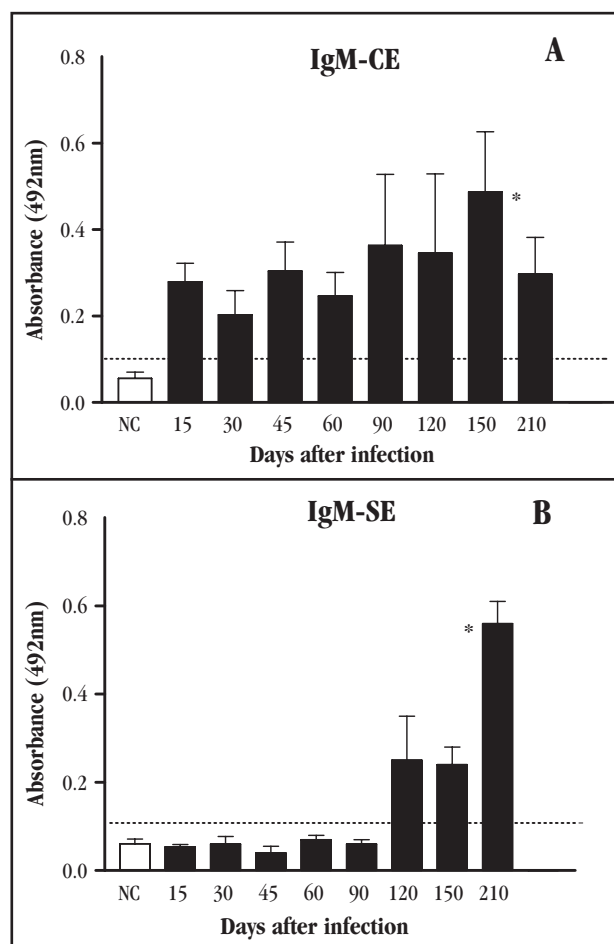 IgM-CE
A
0.8
0.6
0.4
0.2
0.0
Absorbance (492nm)
*
NC 15 30 45 60 90 120 150 210
Days after infection
IgM-SE
B
0.8
0.6
0.4
0.2
0.0
Absorbance (492nm)
*
NC 15 30 45 60 90 120 150 210
Days after infection